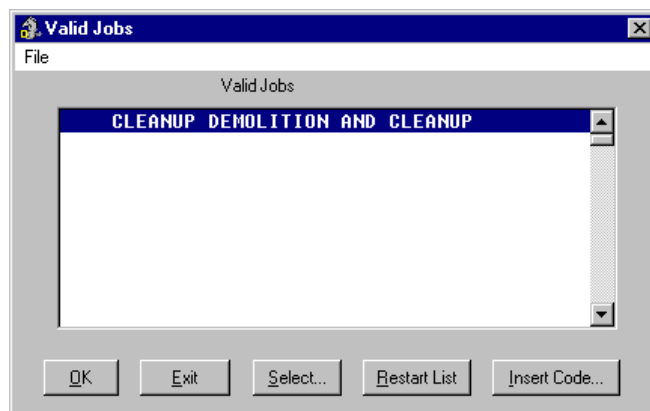 Valid Jobs
File
Valid Jobs
CLEANUP DEMOLITION AND CLEANUP
OK Exit Select... Restart List Insert Code...